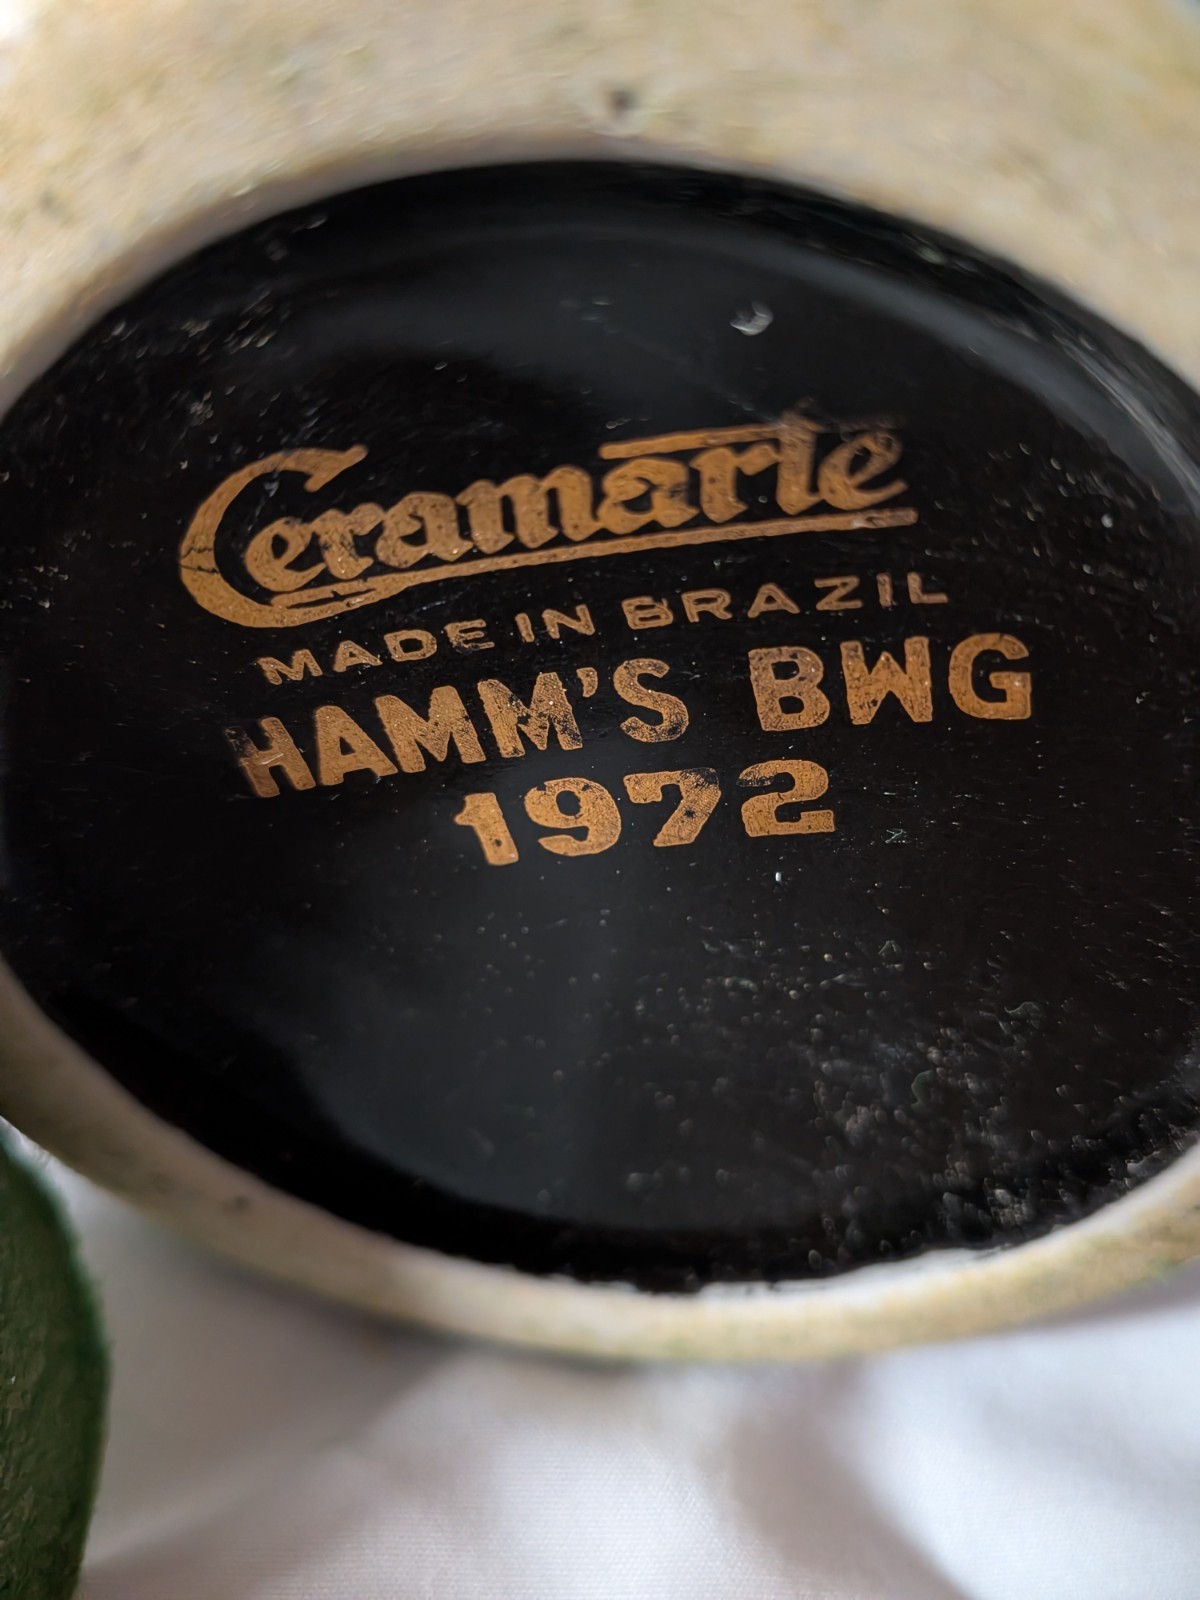 Ceramarte
MADE IN BRAZIL
HAMM'S BWG
1972